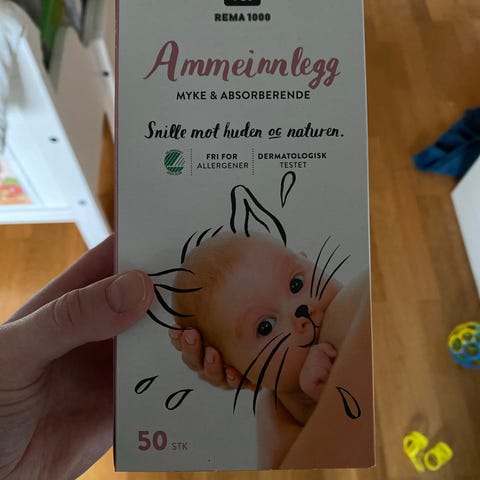 REMA 1000
Ammeinnlegg
MYKE & ABSORBERENDE
Snille mot huden og naturen.
FRI FOR
ALLERGENER
DERMATOLOGISK
TESTET
50 STK